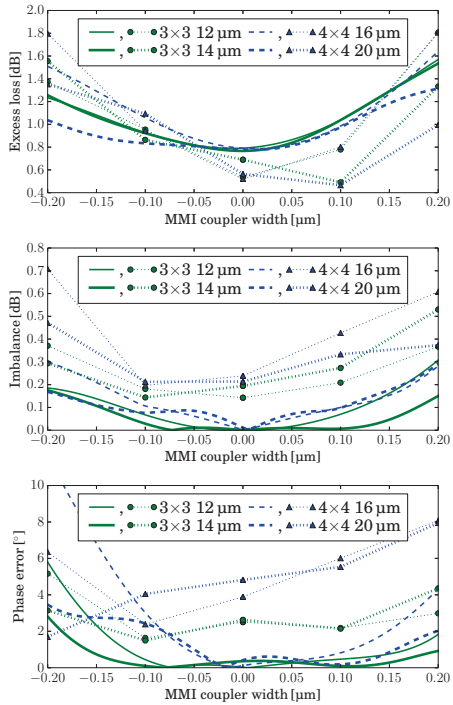 Excess loss [dB]
1.8
1.6
1.4
1.2
1.0
0.8
0.6
0.4
, 3×3 12 µm , 4×4 16 µm
, 3×3 14 µm , 4×4 20 µm
−0.20 −0.15 −0.10 −0.05 0.00 0.05 0.10 0.15 0.20
MMI coupler width [µm]
Imbalance [dB]
0.8
0.7
0.6
0.5
0.4
0.3
0.2
0.1
0.0
, 3×3 12 µm , 4×4 16 µm
, 3×3 14 µm , 4×4 20 µm
−0.20 −0.15 −0.10 −0.05 0.00 0.05 0.10 0.15 0.20
MMI coupler width [µm]
Phase error [°]
10
8
6
4
2
0
, 3×3 12 µm , 4×4 16 µm
, 3×3 14 µm , 4×4 20 µm
−0.20 −0.15 −0.10 −0.05 0.00 0.05 0.10 0.15 0.20
MMI coupler width [µm]